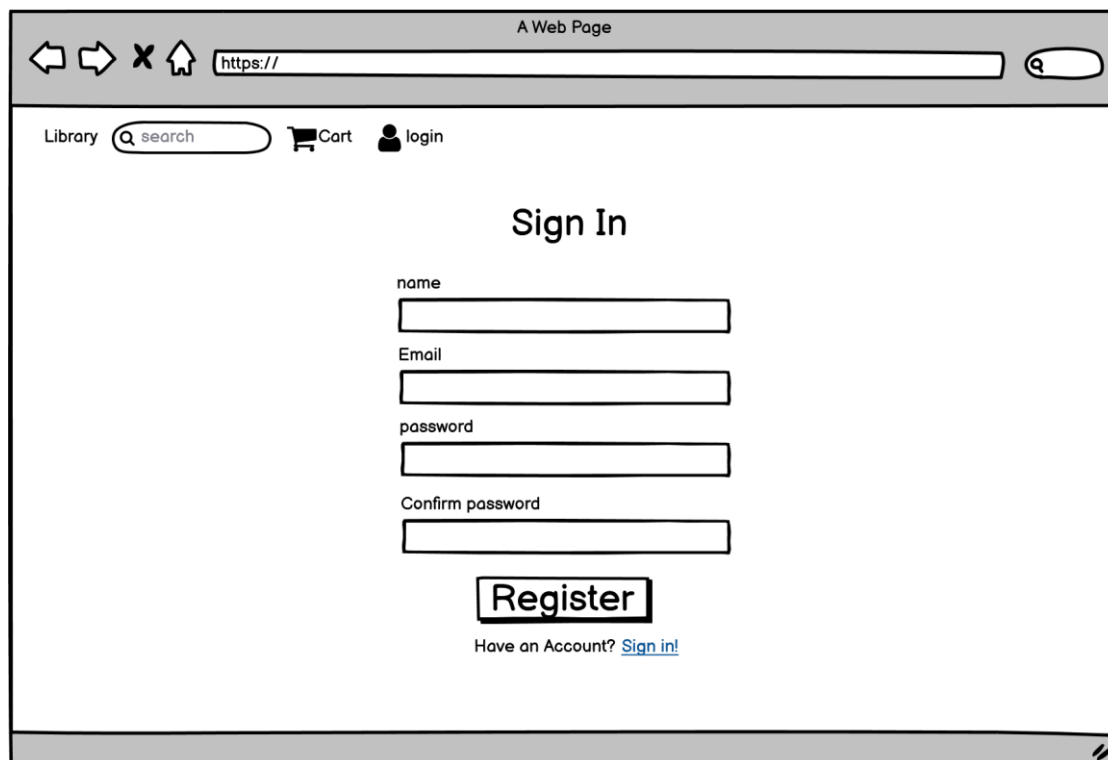 A Web Page
https://
Library search Cart login
Sign In
name
Email
password
Confirm password
Register
Have an Account? Sign in!